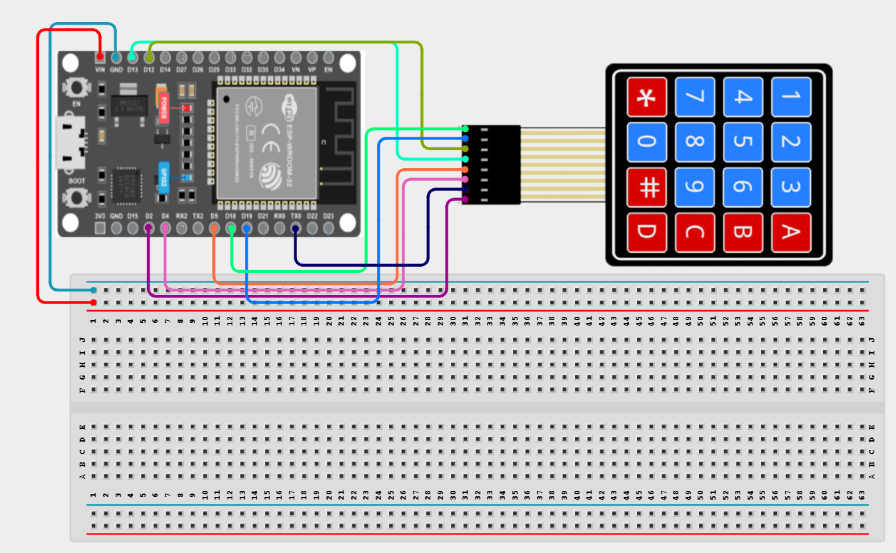 VIN GND D13 D12 D14 D27 D26 D25 D33 D32 D35 D34 VN VP EN
EN
POWER
WiFi
ESP-WROOM-32
CE
GPIO2
BOOT
3V3 GND D15 D2 D4 RX2 TX2 D5 D18 D19 D21 RX0 TX0 D22 D23
* 7 4 1
0 8 5 2
# 9 6 3
D C B A
1 2 3 4 5 6 7 8 9 10 11 12 13 14 15 16 17 18 19 20 21 22 23 24 25 26 27 28 29 30 31 32 33 34 35 36 37 38 39 40 41 42 43 44 45 46 47 48 49 50 51 52 53 54 55 56 57 58 59 60 61 62 63
J J
I I
H H
G G
F F
E E
D D
C C
B B
A A
1 2 3 4 5 6 7 8 9 10 11 12 13 14 15 16 17 18 19 20 21 22 23 24 25 26 27 28 29 30 31 32 33 34 35 36 37 38 39 40 41 42 43 44 45 46 47 48 49 50 51 52 53 54 55 56 57 58 59 60 61 62 63